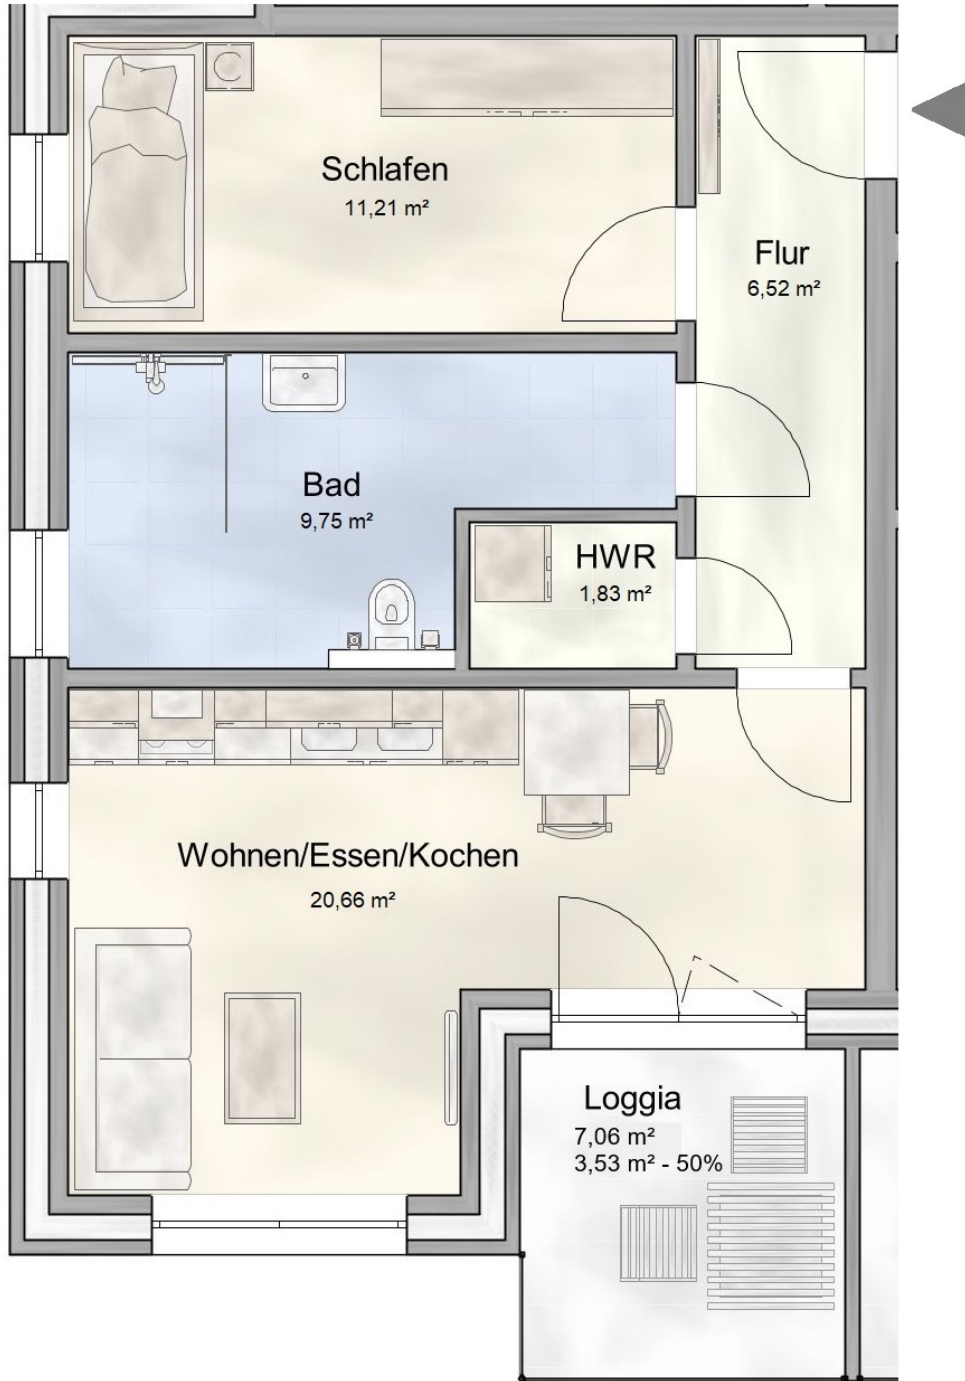 Schlafen
11,21 m²
Flur
6,52 m²
Bad
9,75 m²
HWR
1,83 m²
Wohnen/Essen/Kochen
20,66 m²
Loggia
7,06 m²
3,53 m² - 50%